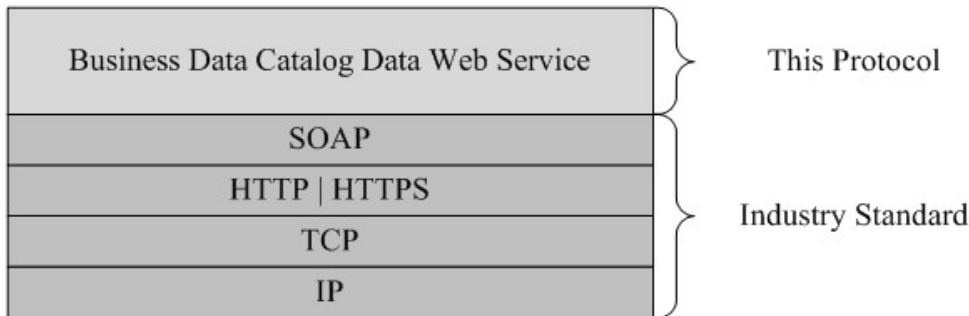 Business Data Catalog Data Web Service
This Protocol
SOAP
HTTP | HTTPS
TCP
IP
Industry Standard